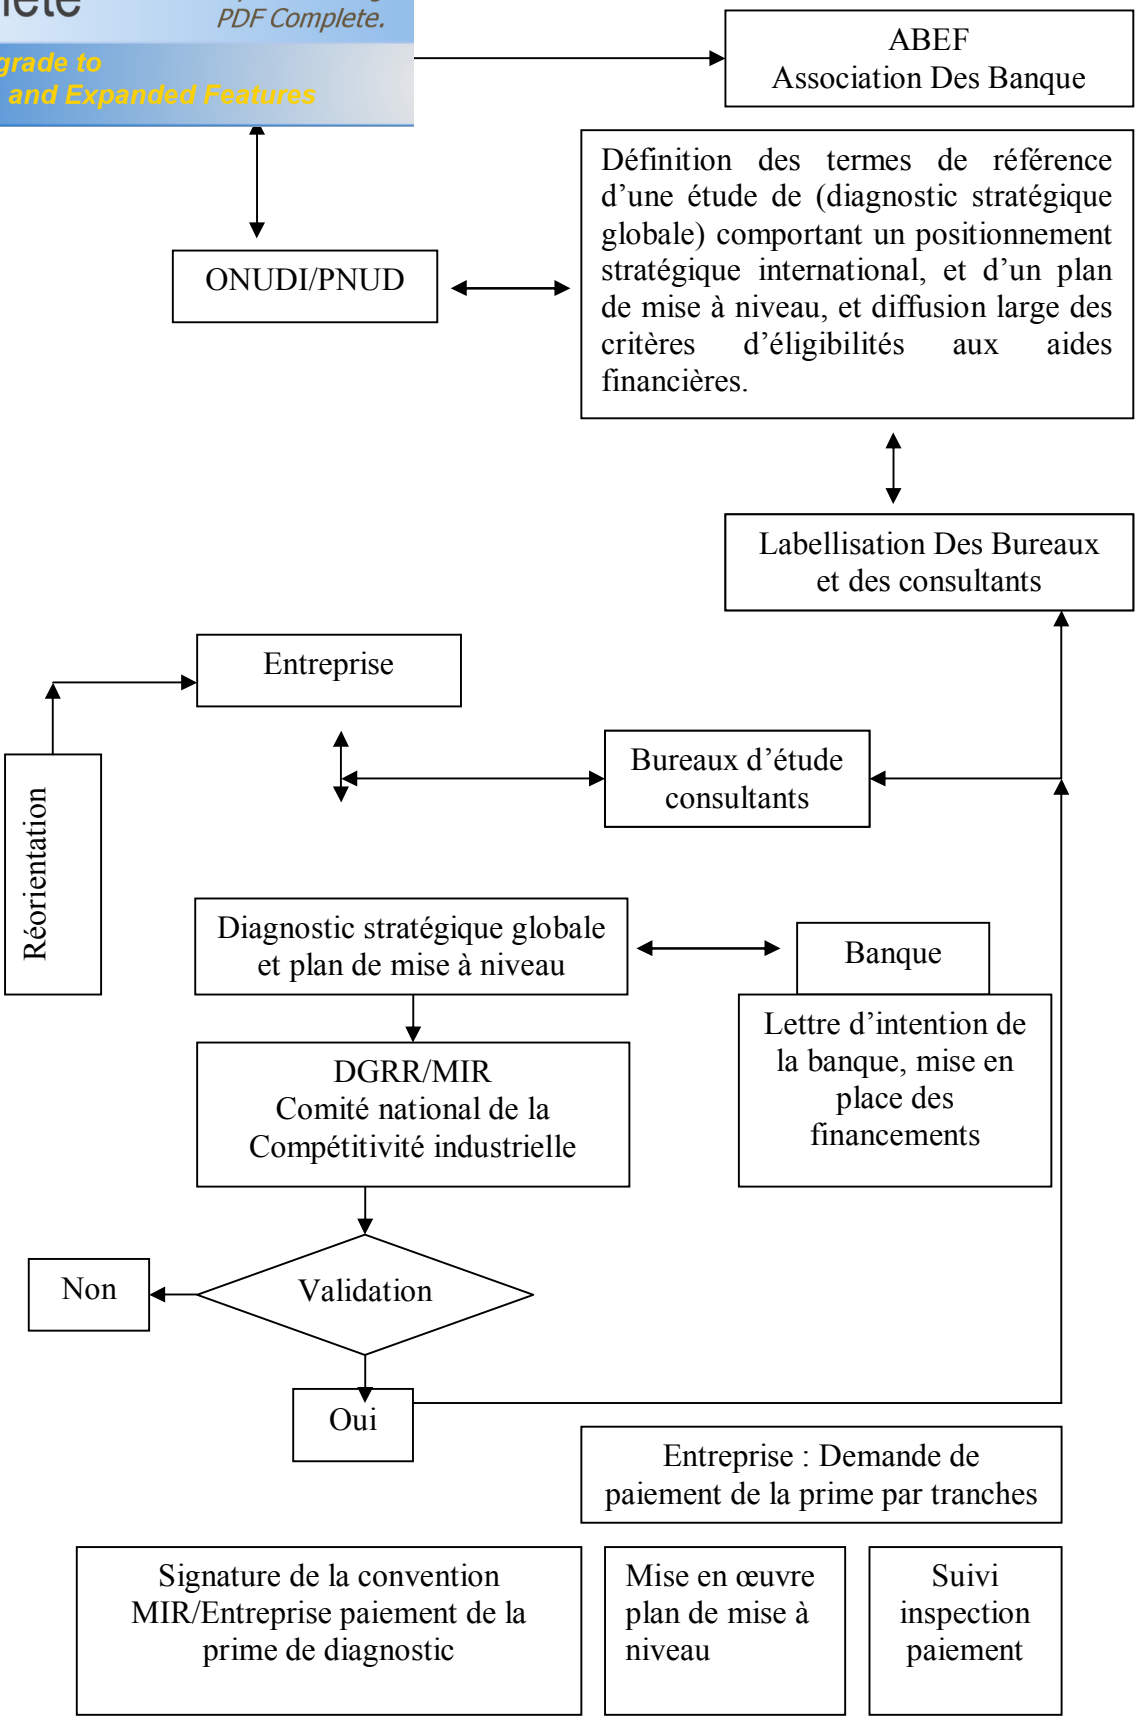 PDF Complete.
grade to
and Expanded Features
ABEF
Association Des Banque
Définition des termes de référence
d’une étude de (diagnostic stratégique
globale) comportant un positionnement
stratégique international, et d’un plan
de mise à niveau, et diffusion large des
critères d’éligibilités aux aides
financières.
ONUDI/PNUD
Labellisation Des Bureaux
et des consultants
Entreprise
Bureaux d’étude
consultants
Réorientation
Diagnostic stratégique globale
et plan de mise à niveau
Banque
Lettre d’intention de
la banque, mise en
place des
financements
DGRR/MIR
Comité national de la
Compétitivité industrielle
Non
Validation
Oui
Entreprise : Demande de
paiement de la prime par tranches
Signature de la convention
MIR/Entreprise paiement de la
prime de diagnostic
Mise en œuvre
plan de mise à
niveau
Suivi
inspection
paiement